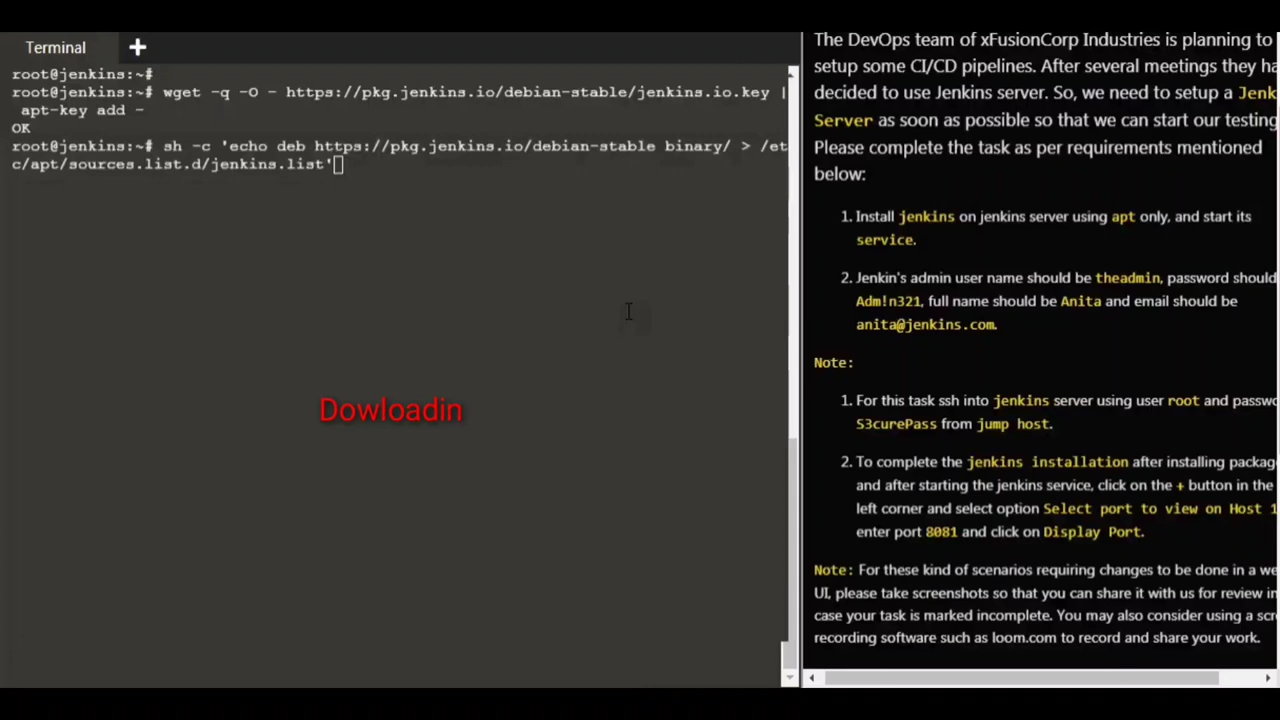 Terminal
root@jenkins:~#
root@jenkins:~# wget -q -O - https://pkg.jenkins.io/debian-stable/jenkins.io.key |
apt-key add -
OK
root@jenkins:~# sh -c 'echo deb https://pkg.jenkins.io/debian-stable binary/ > /et
c/apt/sources.list.d/jenkins.list'
Dowloadin
The DevOps team of xFusionCorp Industries is planning to
setup some CI/CD pipelines. After several meetings they ha
decided to use Jenkins server. So, we need to setup a Jenk
Server as soon as possible so that we can start our testing
Please complete the task as per requirements mentioned
below:
1. Install jenkins on jenkins server using apt only, and start its
service.
2. Jenkin's admin user name should be theadmin, password should
Adm!n321, full name should be Anita and email should be
anita@jenkins.com.
Note:
1. For this task ssh into jenkins server using user root and passwo
S3curePass from jump host.
2. To complete the jenkins installation after installing packag
and after starting the jenkins service, click on the + button in the
left corner and select option Select port to view on Host 1
enter port 8081 and click on Display Port.
Note: For these kind of scenarios requiring changes to be done in a we
UI, please take screenshots so that you can share it with us for review in
case your task is marked incomplete. You may also consider using a scr
recording software such as loom.com to record and share your work.